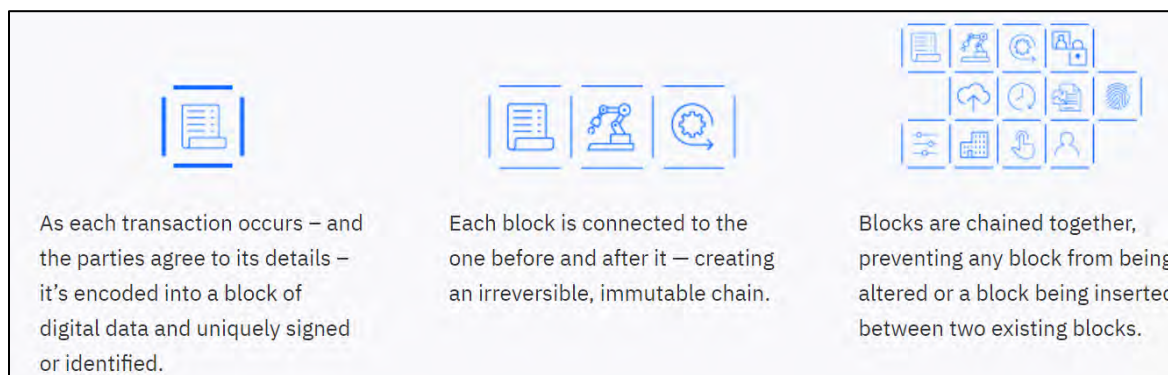 As each transaction occurs – and
the parties agree to its details –
it's encoded into a block of
digital data and uniquely signed
or identified.
Each block is connected to the
one before and after it — creating
an irreversible, immutable chain.
Blocks are chained together,
preventing any block from being
altered or a block being inserted
between two existing blocks.